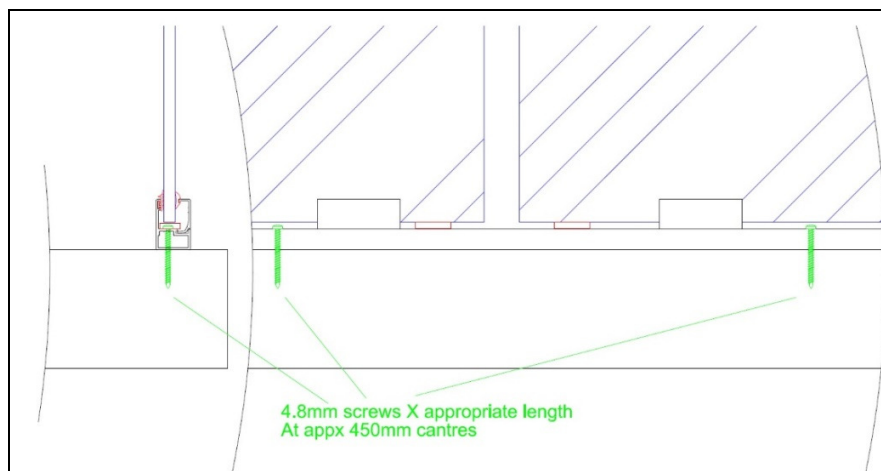 4.8mm screws X appropriate length
At appx 450mm cantres